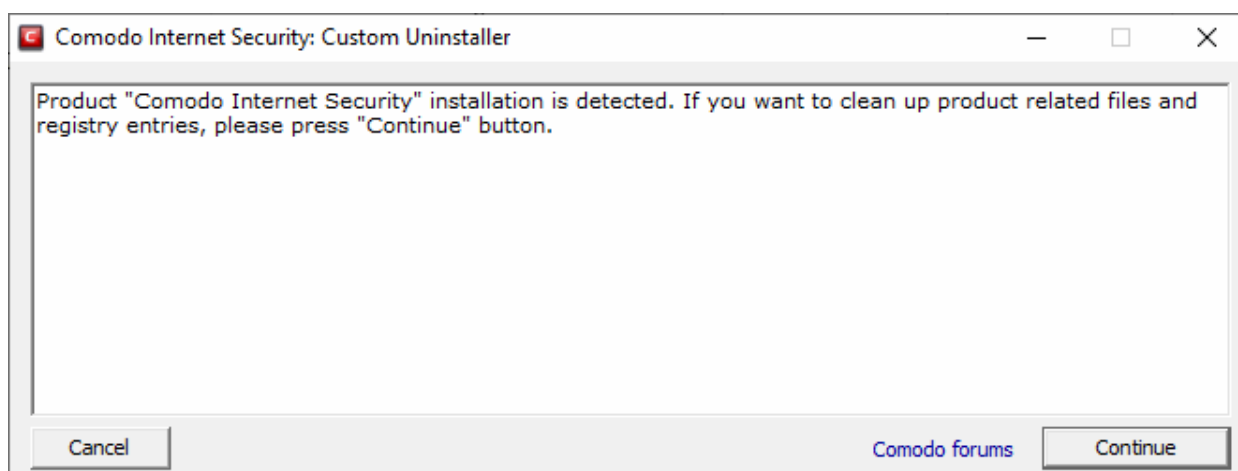 Comodo Internet Security: Custom Uninstaller
Product "Comodo Internet Security" installation is detected. If you want to clean up product related files and
registry entries, please press "Continue" button.
Cancel
Comodo forums
Continue